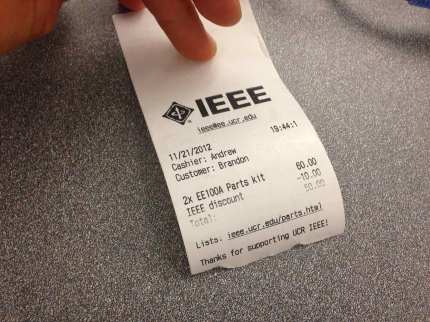 IEEE
ieee@ee.ucr.edu
11/21/2012 19:44:1
Cashier: Andrew
Customer: Brandon
2x EE100A Parts kit 60.00
IEEE discount -10.00
Total: 50.00
Lists: ieee.ucr.edu/parts.html
Thanks for supporting UCR IEEE!